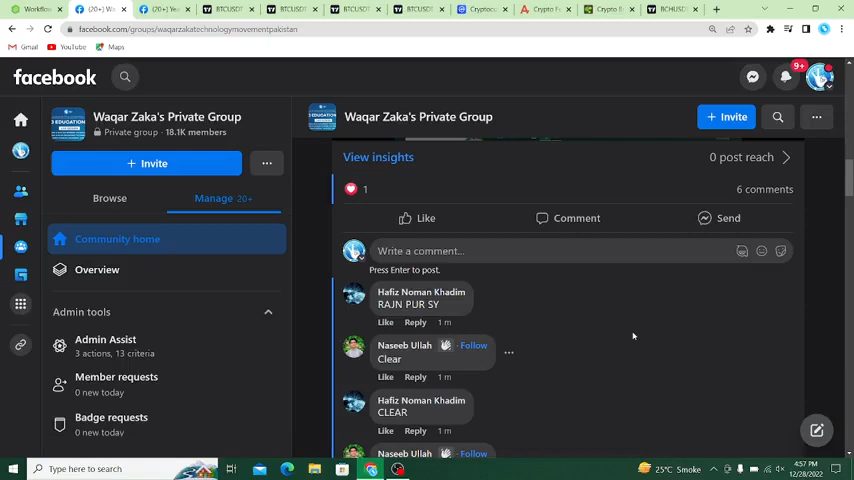 Workflow
(20+) Wa
(20+) Yea
BTCUSDT
BTCUSDT
BTCUSDT
BTCUSDT
Cryptocu
Crypto Fe
Crypto B
BCHUSDT
facebook.com/groups/waqarzakatechnologymovementpakistan
Gmail
YouTube
Maps
facebook
9+
Waqar Zaka's Private Group
Private group · 18.1K members
+ Invite
Browse
Manage 20+
Community home
Overview
Admin tools
Admin Assist
3 actions, 13 criteria
Member requests
0 new today
Badge requests
0 new today
Waqar Zaka's Private Group
+ Invite
View insights
0 post reach
1
6 comments
Like
Comment
Send
Write a comment...
Press Enter to post.
Hafiz Noman Khadim
RAJN PUR SY
Like Reply 1 m
Naseeb Ullah · Follow
Clear
Like Reply 1 m
Hafiz Noman Khadim
CLEAR
Like Reply 1 m
Naseeb Ullah · Follow
Type here to search
25°C Smoke
4:57 PM
12/28/2022